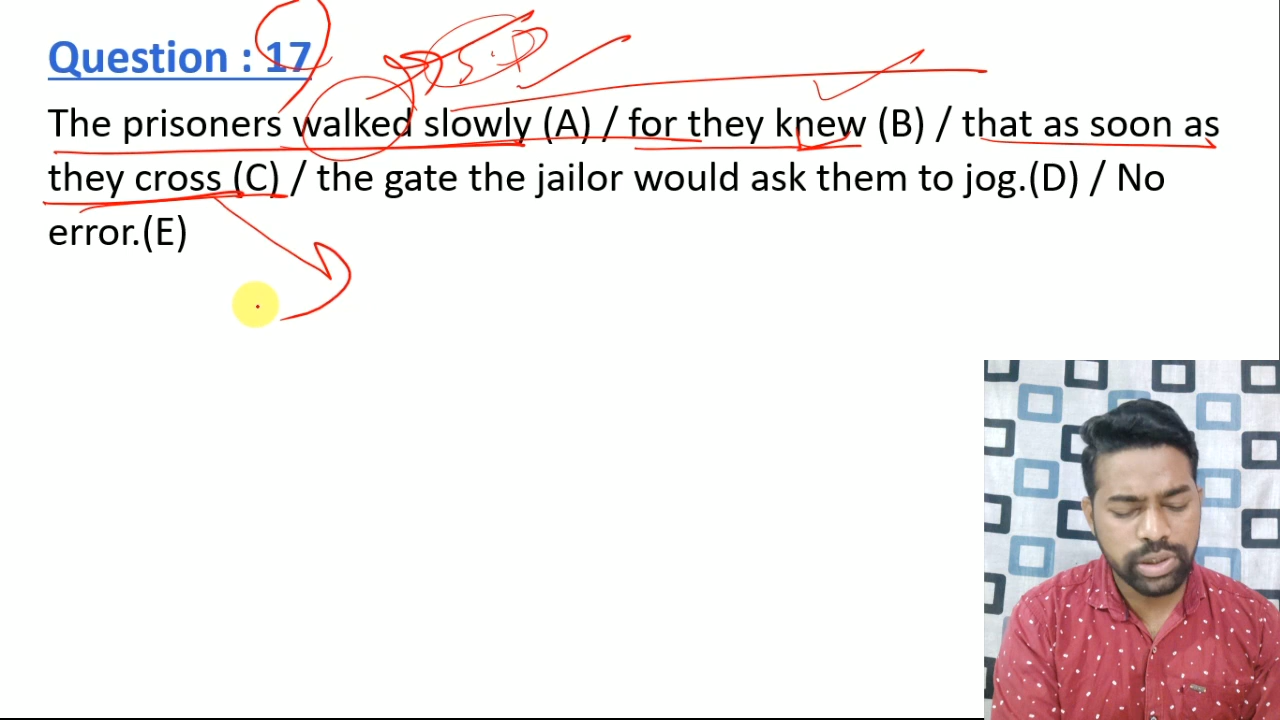 Question : 17
S.P
The prisoners walked slowly (A) / for they knew (B) / that as soon as
they cross (C) / the gate the jailor would ask them to jog.(D) / No
error.(E)